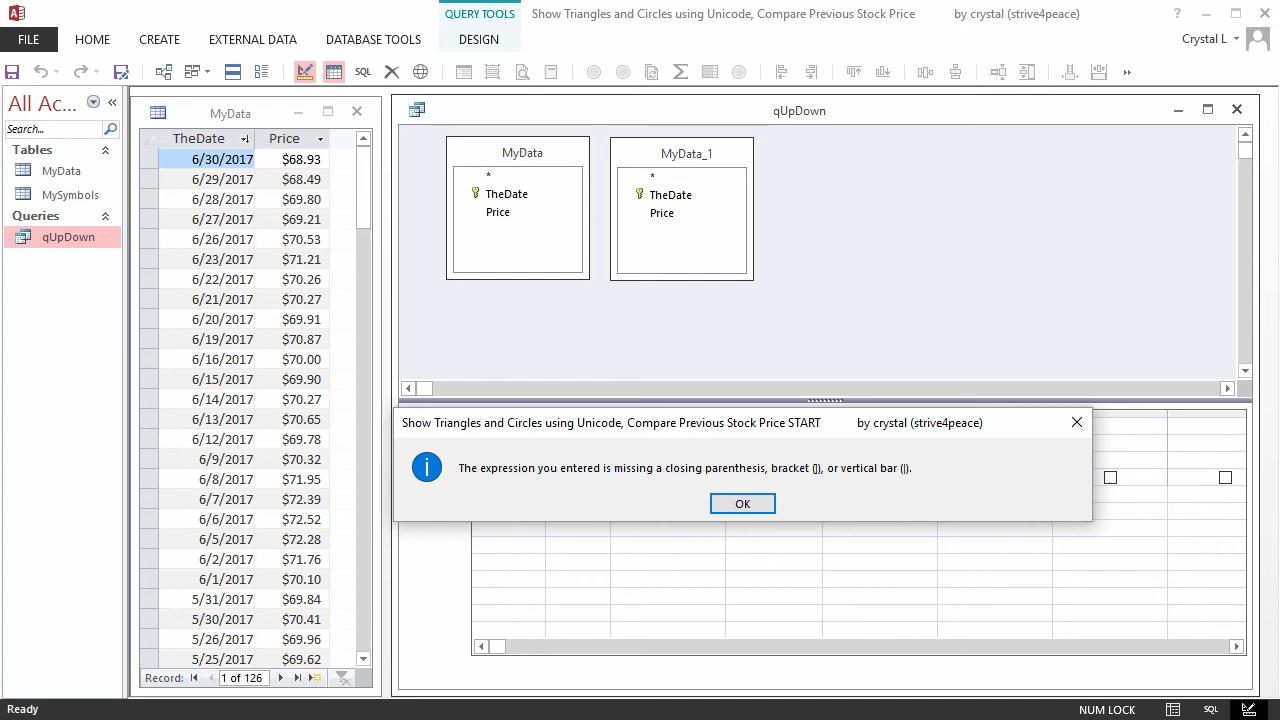 QUERY TOOLS
Show Triangles and Circles using Unicode, Compare Previous Stock Price by crystal (strive4peace)
?
FILE HOME CREATE EXTERNAL DATA DATABASE TOOLS DESIGN
Crystal L
SQL
All Ac... «
Search...
Tables
MyData
MySymbols
Queries
qUpDown
MyData
TheDate Price
6/30/2017 $68.93
6/29/2017 $68.49
6/28/2017 $69.80
6/27/2017 $69.21
6/26/2017 $70.53
6/23/2017 $71.21
6/22/2017 $70.26
6/21/2017 $70.27
6/20/2017 $69.91
6/19/2017 $70.87
6/16/2017 $70.00
6/15/2017 $69.90
6/14/2017 $70.27
6/13/2017 $70.65
6/12/2017 $69.78
6/9/2017 $70.32
6/8/2017 $71.95
6/7/2017 $72.39
6/6/2017 $72.52
6/5/2017 $72.28
6/2/2017 $71.76
6/1/2017 $70.10
5/31/2017 $69.84
5/30/2017 $70.41
5/26/2017 $69.96
5/25/2017 $69.62
Record: 1 of 126
qUpDown
MyData
*
TheDate
Price
MyData_1
*
TheDate
Price
Show Triangles and Circles using Unicode, Compare Previous Stock Price START by crystal (strive4peace)
The expression you entered is missing a closing parenthesis, bracket (]), or vertical bar (|).
OK
Ready
NUM LOCK
SQL